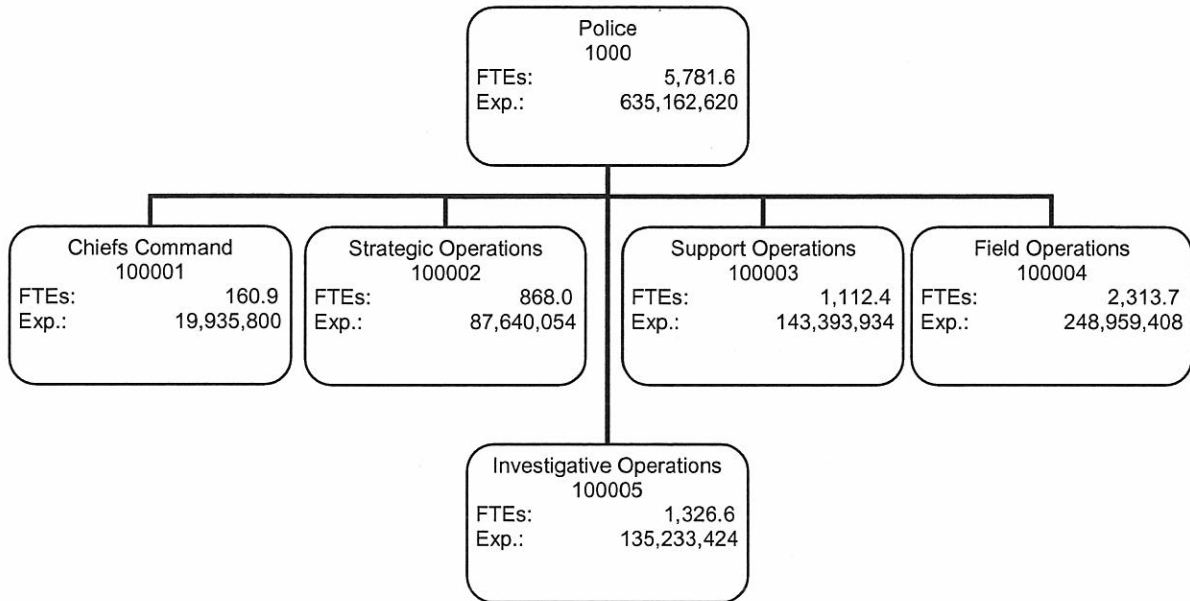 Police
1000
FTEs: 5,781.6
Exp.: 635,162,620
Chiefs Command
100001
FTEs: 160.9
Exp.: 19,935,800
Strategic Operations
100002
FTEs: 868.0
Exp.: 87,640,054
Support Operations
100003
FTEs: 1,112.4
Exp.: 143,393,934
Field Operations
100004
FTEs: 2,313.7
Exp.: 248,959,408
Investigative Operations
100005
FTEs: 1,326.6
Exp.: 135,233,424